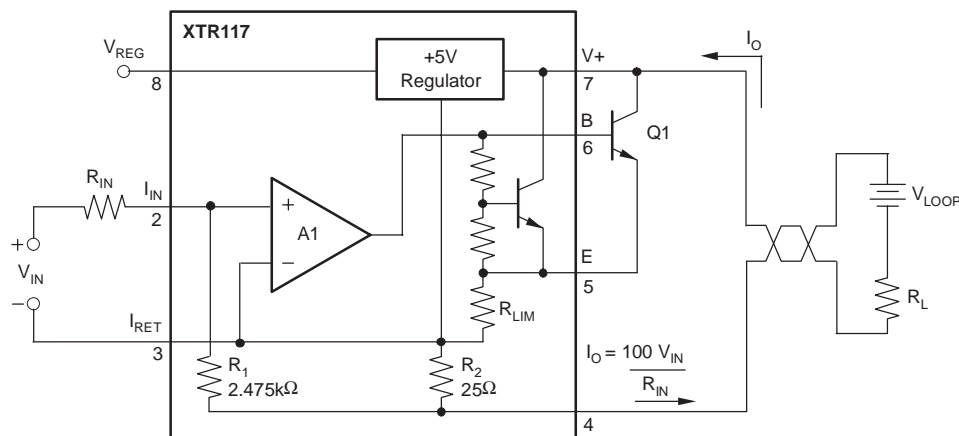 XTR117
V_REG
8
+5V
Regulator
V+
7
I_O
B
6
Q1
R_IN
I_IN
2
+
V_IN
−
+
A1
−
E
5
V_LOOP
R_L
R_LIM
I_RET
3
R_1
2.475kΩ
R_2
25Ω
I_O = 100 V_IN
R_IN
4